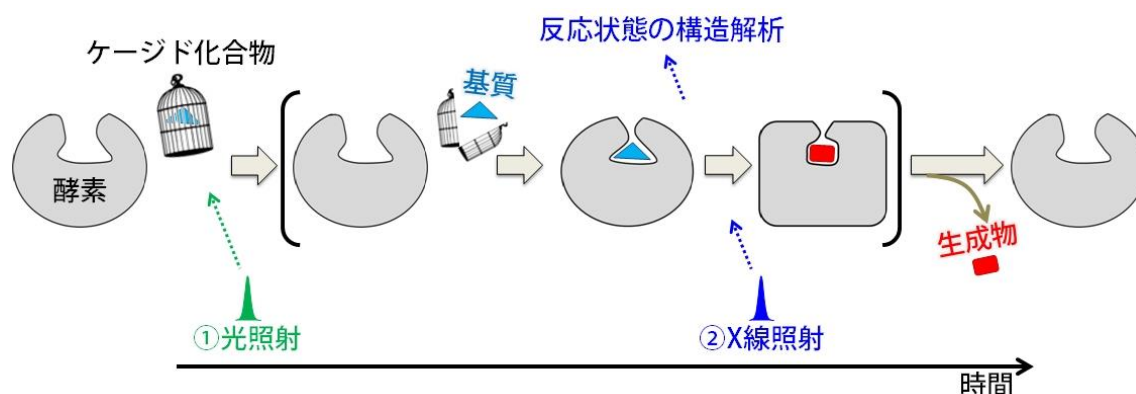 反応状態の構造解析
ケージド化合物
基質
酵素
生成物
①光照射
②X線照射
時間